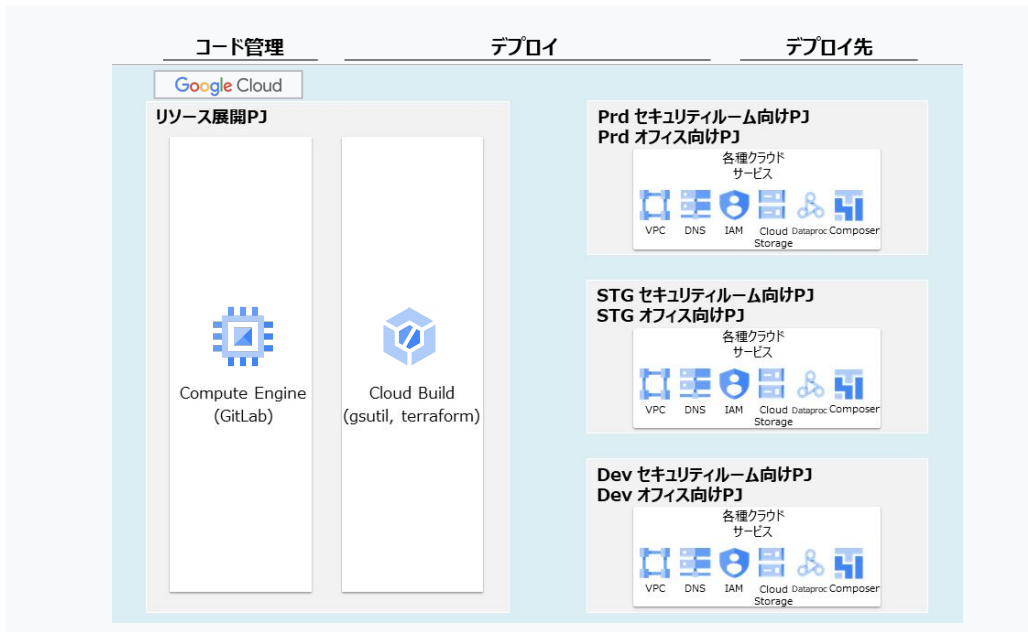 コード管理
デプロイ
デプロイ先
Google Cloud
リソース展開PJ
Compute Engine
(GitLab)
Cloud Build
(gsutil, terraform)
Prd セキュリティルーム向けPJ
Prd オフィス向けPJ
各種クラウド
サービス
VPC DNS IAM Cloud Dataproc Composer
Storage
STG セキュリティルーム向けPJ
STG オフィス向けPJ
各種クラウド
サービス
VPC DNS IAM Cloud Dataproc Composer
Storage
Dev セキュリティルーム向けPJ
Dev オフィス向けPJ
各種クラウド
サービス
VPC DNS IAM Cloud Dataproc Composer
Storage